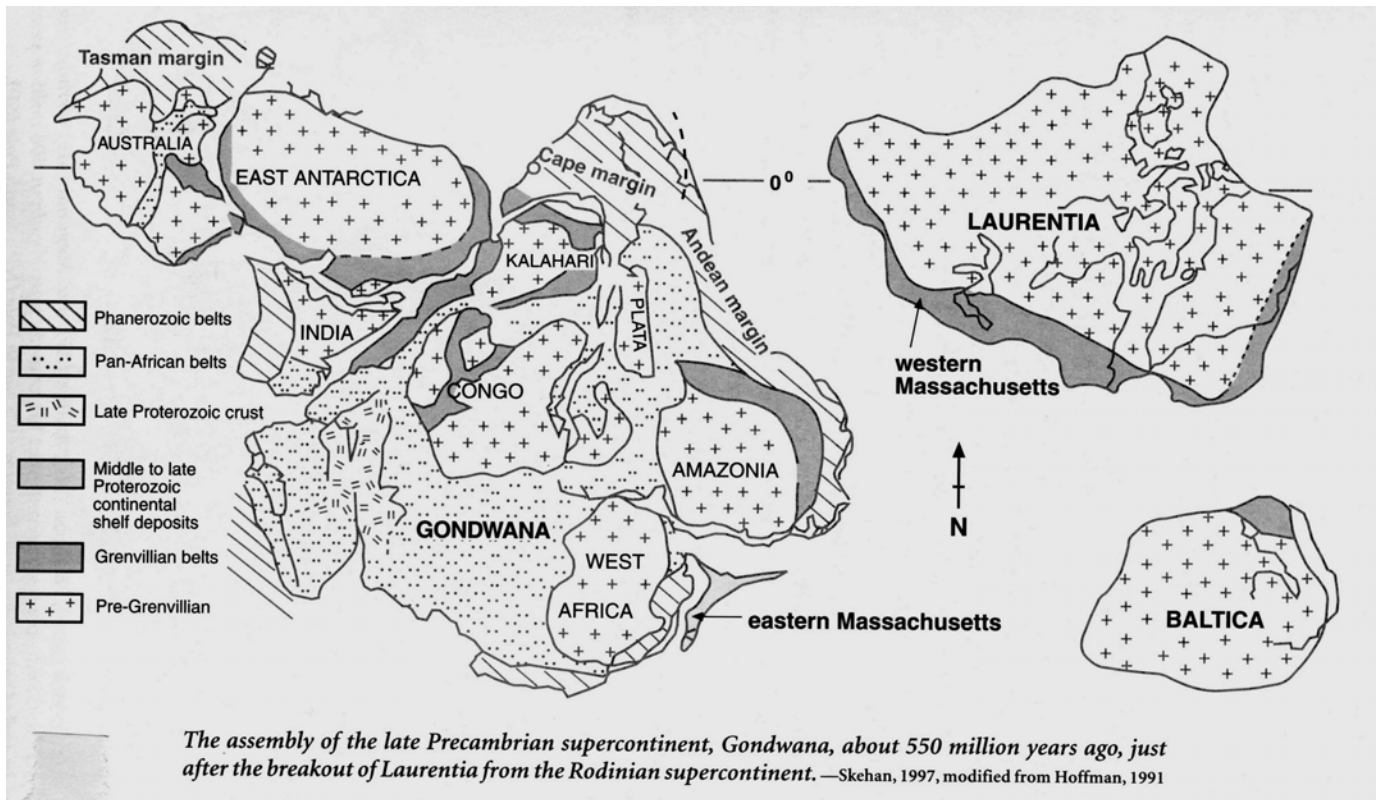 Tasman margin
AUSTRALIA
EAST ANTARCTICA
Cape margin
0⁰
LAURENTIA
KALAHARI
Andean margin
PLATA
INDIA
CONGO
western
Massachusetts
AMAZONIA
N
GONDWANA
WEST
AFRICA
eastern Massachusetts
BALTICA
Phanerozoic belts
Pan-African belts
Late Proterozoic crust
Middle to late
Proterozoic
continental
shelf deposits
Grenvillian belts
Pre-Grenvillian
The assembly of the late Precambrian supercontinent, Gondwana, about 550 million years ago, just
after the breakout of Laurentia from the Rodinian supercontinent. —Skehan, 1997, modified from Hoffman, 1991